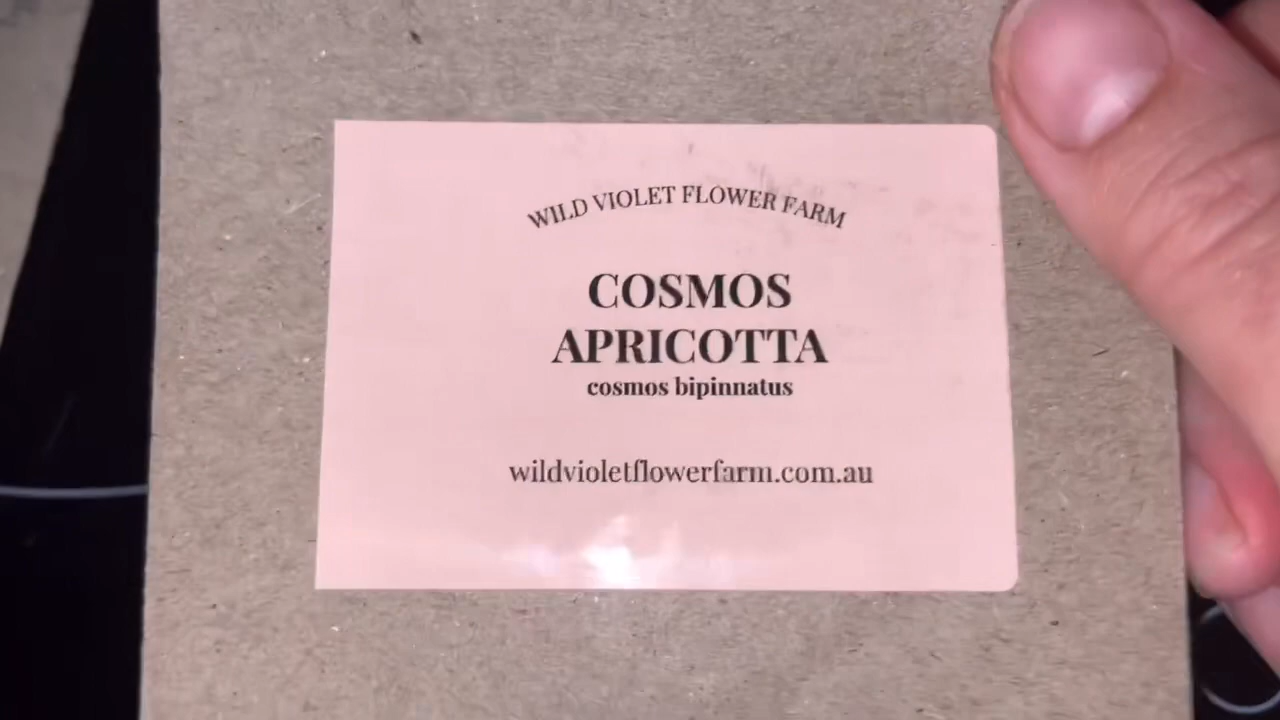 WILD VIOLET FLOWER FARM
COSMOS
APRICOTTA
cosmos bipinnatus
wildvioletflowerfarm.com.au